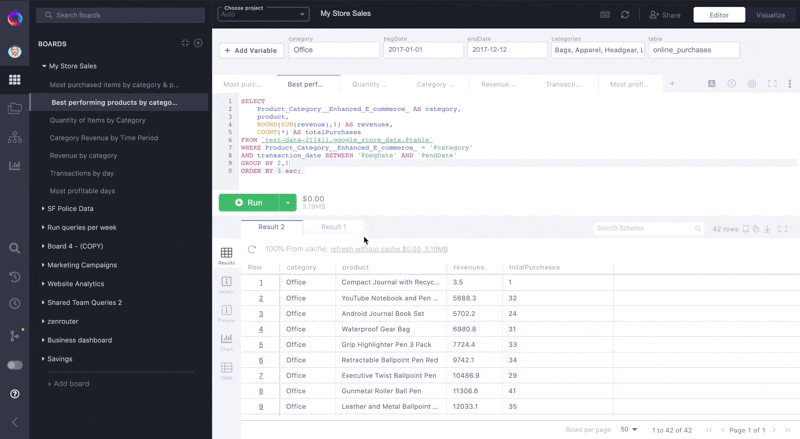 Choose project
Auto
My Store Sales
Share
Editor
Visualize
Search Boards
BOARDS
My Store Sales
Most purchased items by category & p...
Best performing products by catego...
Quantity of Items by Category
Category Revenue by Time Period
Revenue by category
Transactions by day
Most profitable days
SF Police Data
Run queries per week
Board 4 - (COPY)
Marketing Campaigns
Website Analytics
Shared Team Queries 2
zenrouter
Business dashboard
Savings
+ Add board
+ Add Variable
category
Office
begDate
2017-01-01
endDate
2017-12-12
categories
Bags, Apparel, Headgear, L
table
online_purchases
Most purc...
Best perf...
Quantity ...
Category ...
Revenue ...
Transacti...
Most profi...
+
1 SELECT
2 Product_Category__Enhanced_E_commerce_ AS category,
3 product,
4 ROUND(SUM(revenue),1) AS revenues,
5 COUNT(*) AS totalPurchases
6 FROM `test-data-211411.google_store_data.@table`
7 WHERE Product_Category__Enhanced_E_commerce_ = '@category'
8 AND transaction_date BETWEEN '@begDate' AND '@endDate'
9 GROUP BY 2,1
0 ORDER BY 3 asc;
Run
$0.00
3.19MB
Result 2
Result 1
Search Schema
42 rows
Results
100% From cache, refresh without cache $0.00, 3.19MB
Row category product revenues totalPurchases
1 Office Compact Journal with Recyc... 3.5 1
2 Office YouTube Notebook and Pen ... 5688.3 32
3 Office Android Journal Book Set 5702.2 24
4 Office Waterproof Gear Bag 6980.8 31
5 Office Grip Highlighter Pen 3 Pack 7724.4 33
6 Office Retractable Ballpoint Pen Red 9742.1 34
7 Office Executive Twist Ballpoint Pen 10486.9 29
8 Office Gunmetal Roller Ball Pen 11306.6 41
9 Office Leather and Metal Ballpoint ... 12033.1 35
Rows per page: 50
1 to 42 of 42
Page 1 of 1